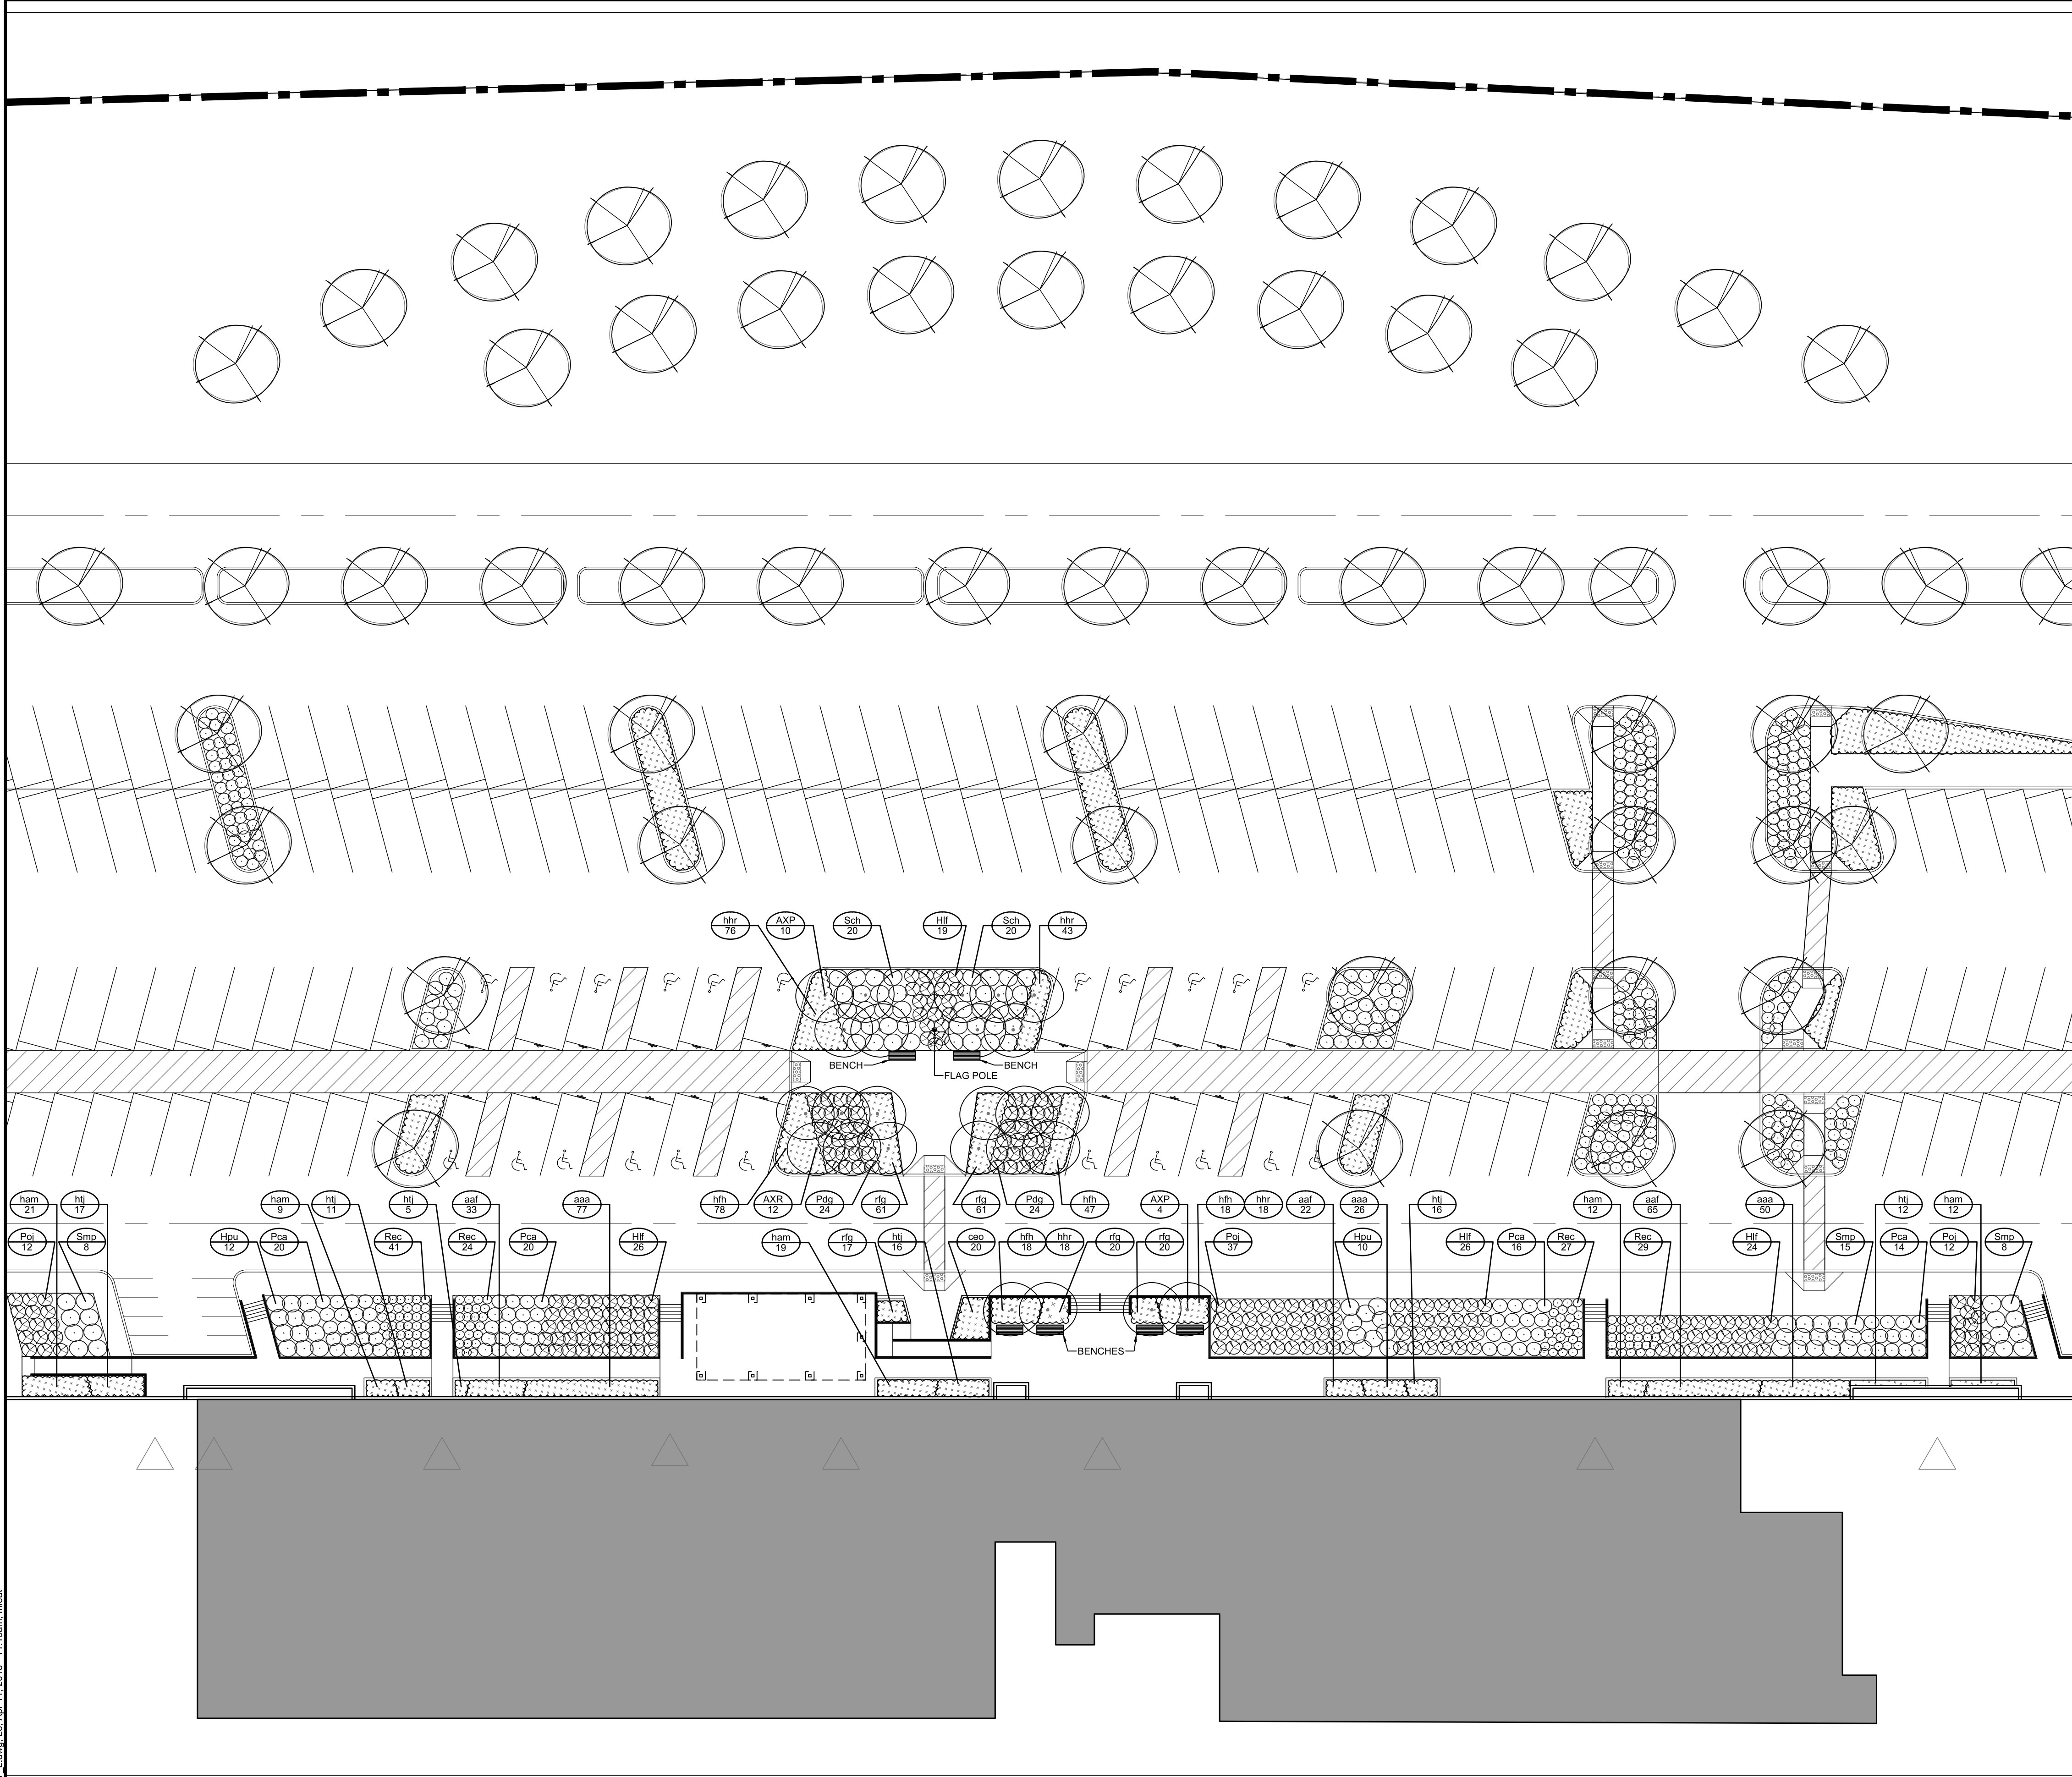 hhr
76
AXP
10
Sch
20
Hlf
19
Sch
20
hhr
43
BENCH
BENCH
FLAG POLE
ham
21
htj
17
ham
9
htj
11
htj
5
aaf
33
aaa
77
hfh
78
AXR
12
Pdg
24
rfg
61
rfg
61
Pdg
24
hfh
47
AXP
4
hfh
18
hhr
18
aaf
22
aaa
26
htj
16
ham
12
aaf
65
aaa
50
htj
12
ham
12
Poj
12
Smp
8
Hpu
12
Pca
20
Rec
41
Rec
24
Pca
20
Hlf
26
ham
19
rfg
17
htj
16
ceo
20
hfh
18
hhr
18
rfg
20
rfg
20
Poj
37
Hpu
10
Hlf
26
Pca
16
Rec
27
Rec
29
Hlf
24
Smp
15
Pca
14
Poj
12
Smp
8
BENCHES